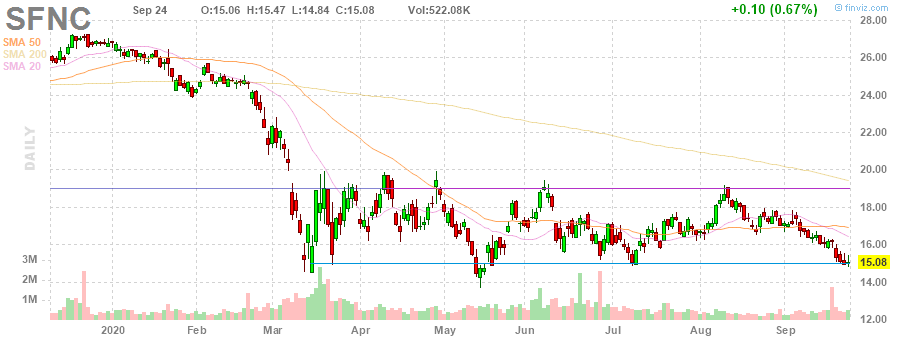 SFNC Sep 24 O:15.06 H:15.47 L:14.84 C:15.08 Vol:522.08K +0.10 (0.67%) @ finviz.com
SMA 50
SMA 200
SMA 20
DAILY
28.00
26.00
24.00
22.00
20.00
18.00
16.00
15.08
14.00
12.00
3M
2M
1M
2020 Feb Mar Apr May Jun Jul Aug Sep